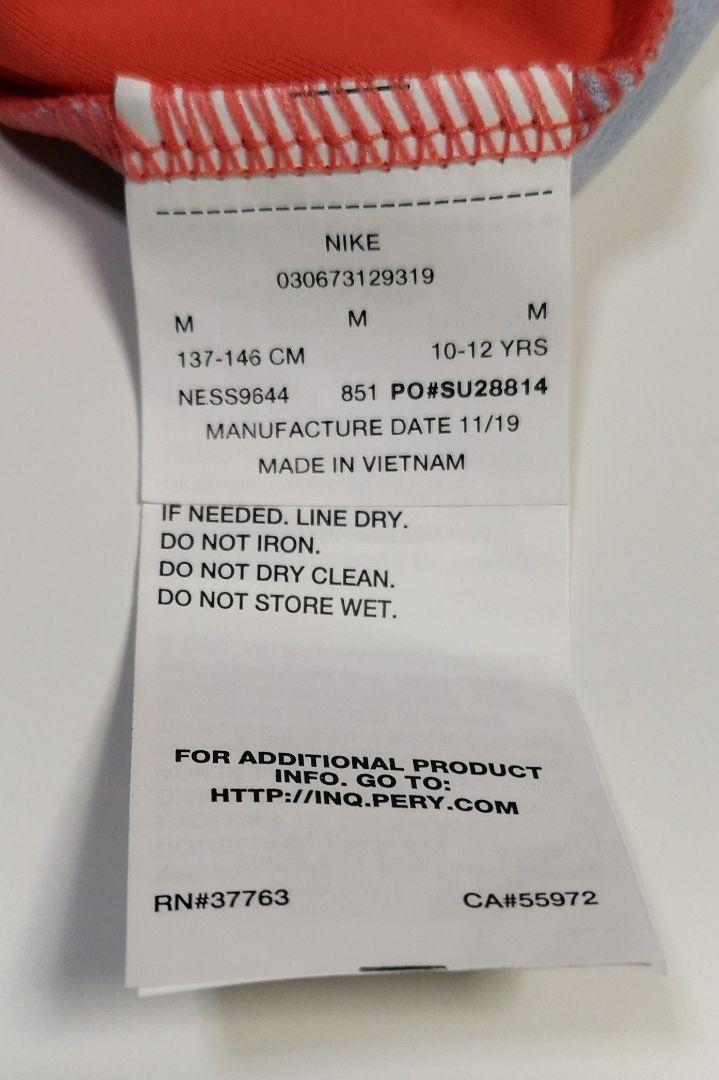 NIKE
030673129319
M M M
137-146 CM 10-12 YRS
NESS9644 851 PO#SU28814
MANUFACTURE DATE 11/19
MADE IN VIETNAM
IF NEEDED. LINE DRY.
DO NOT IRON.
DO NOT DRY CLEAN.
DO NOT STORE WET.
FOR ADDITIONAL PRODUCT
INFO. GO TO:
HTTP://INQ.PERY.COM
RN#37763 CA#55972